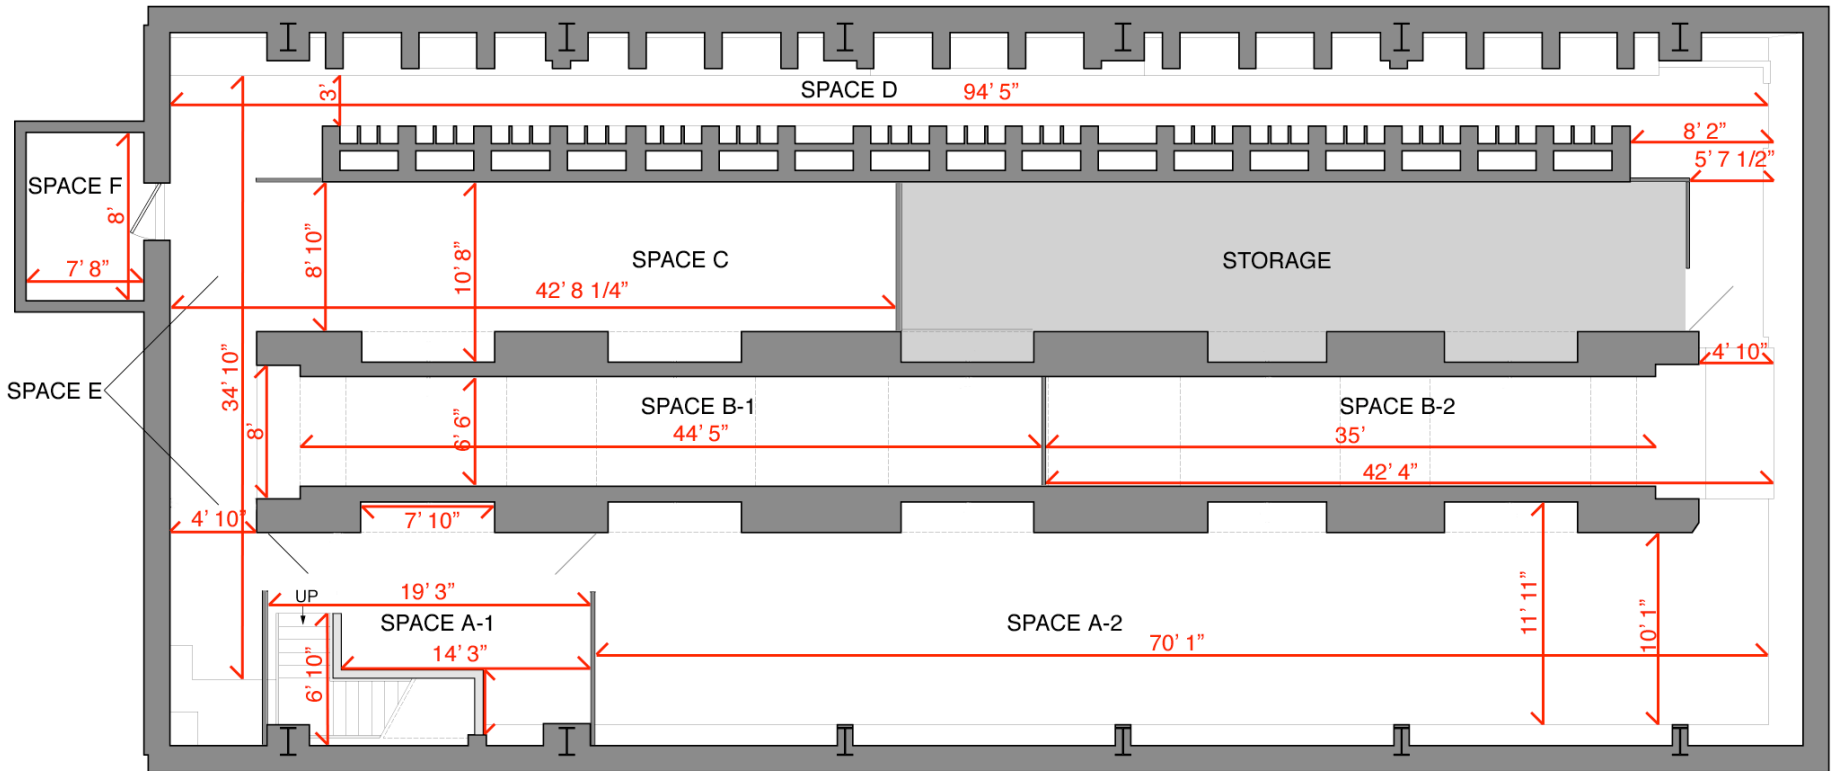 SPACE D
94’ 5”
3’
8’ 2”
5’ 7 1/2”
SPACE F
8’
7’ 8”
8’ 10”
10’ 8”
SPACE C
42’ 8 1/4”
STORAGE
SPACE E
34’ 10”
4’ 10”
8’
6’ 6”
SPACE B-1
44’ 5”
SPACE B-2
35’
42’ 4”
4’ 10”
7’ 10”
19’ 3”
UP
SPACE A-1
14’ 3”
6’ 10”
SPACE A-2
70’ 1”
11’ 11”
10’ 1”